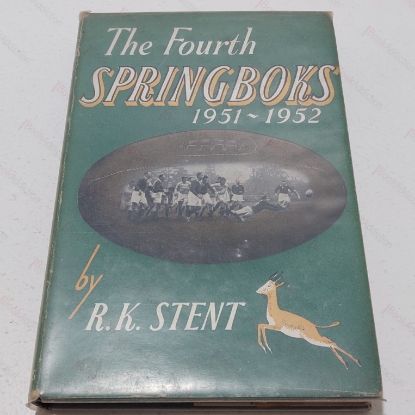 The Fourth
SPRINGBOKS
1951~1952
by
R.K. STENT